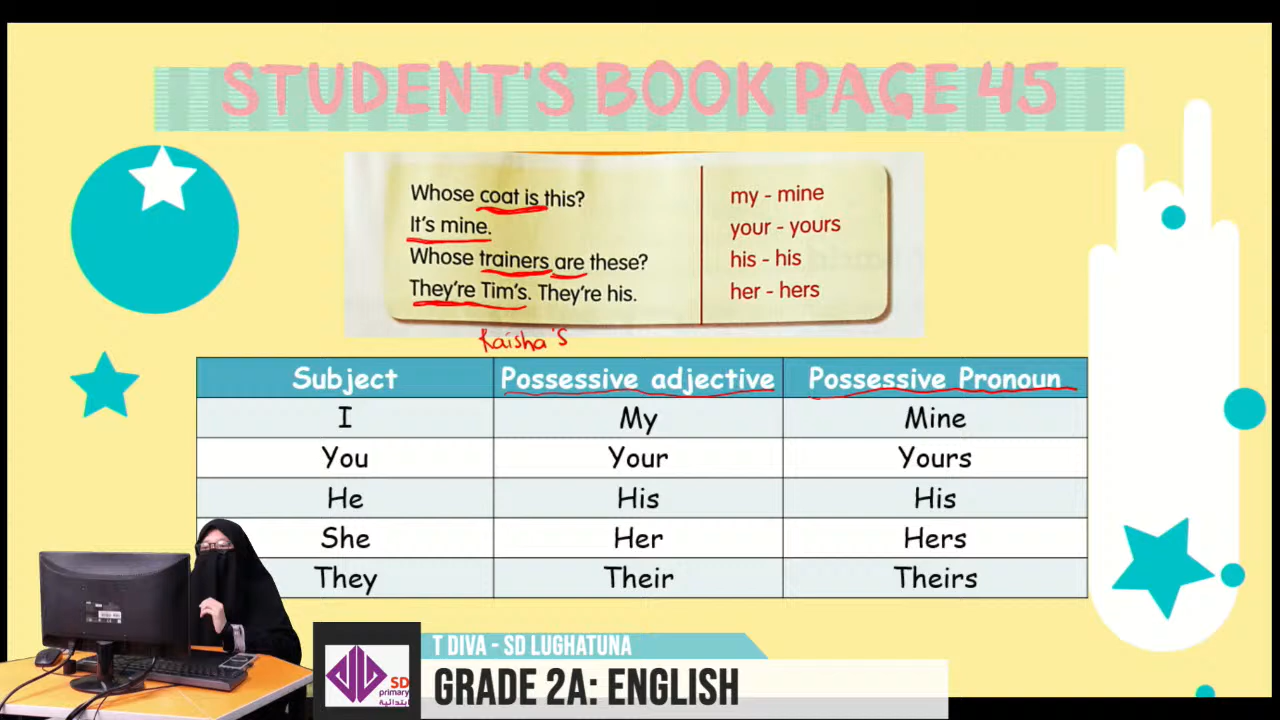 STUDENT'S BOOK PAGE 45
Whose coat is this?
It's mine.
Whose trainers are these?
They're Tim's. They're his.
my - mine
your - yours
his - his
her - hers
Raisha's
Subject Possessive adjective Possessive Pronoun
I My Mine
You Your Yours
He His His
She Her Hers
They Their Theirs
T DIVA - SD LUGHATUNA
GRADE 2A: ENGLISH
SD
primary
ابتدائية